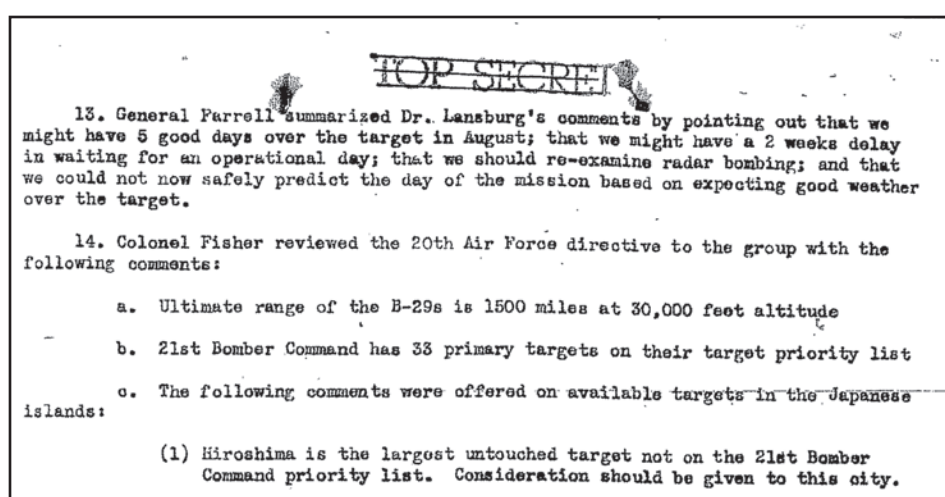 TOP SECRET
13. General Farrell summarized Dr. Lansburg's comments by pointing out that we
might have 5 good days over the target in August; that we might have a 2 weeks delay
in waiting for an operational day; that we should re-examine radar bombing; and that
we could not now safely predict the day of the mission based on expecting good weather
over the target.
14. Colonel Fisher reviewed the 20th Air Force directive to the group with the
following comments:
a. Ultimate range of the B-29s is 1500 miles at 30,000 feet altitude
b. 21st Bomber Command has 33 primary targets on their target priority list
c. The following comments were offered on available targets in the Japanese
islands:
(1) Hiroshima is the largest untouched target not on the 21st Bomber
Command priority list. Consideration should be given to this city.